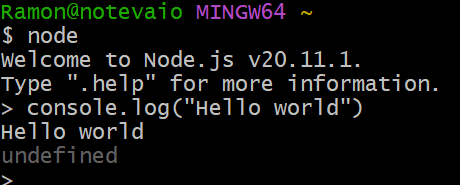 Ramon@notevaio MINGW64 ~
$ node
Welcome to Node.js v20.11.1.
Type ".help" for more information.
> console.log("Hello world")
Hello world
undefined
>